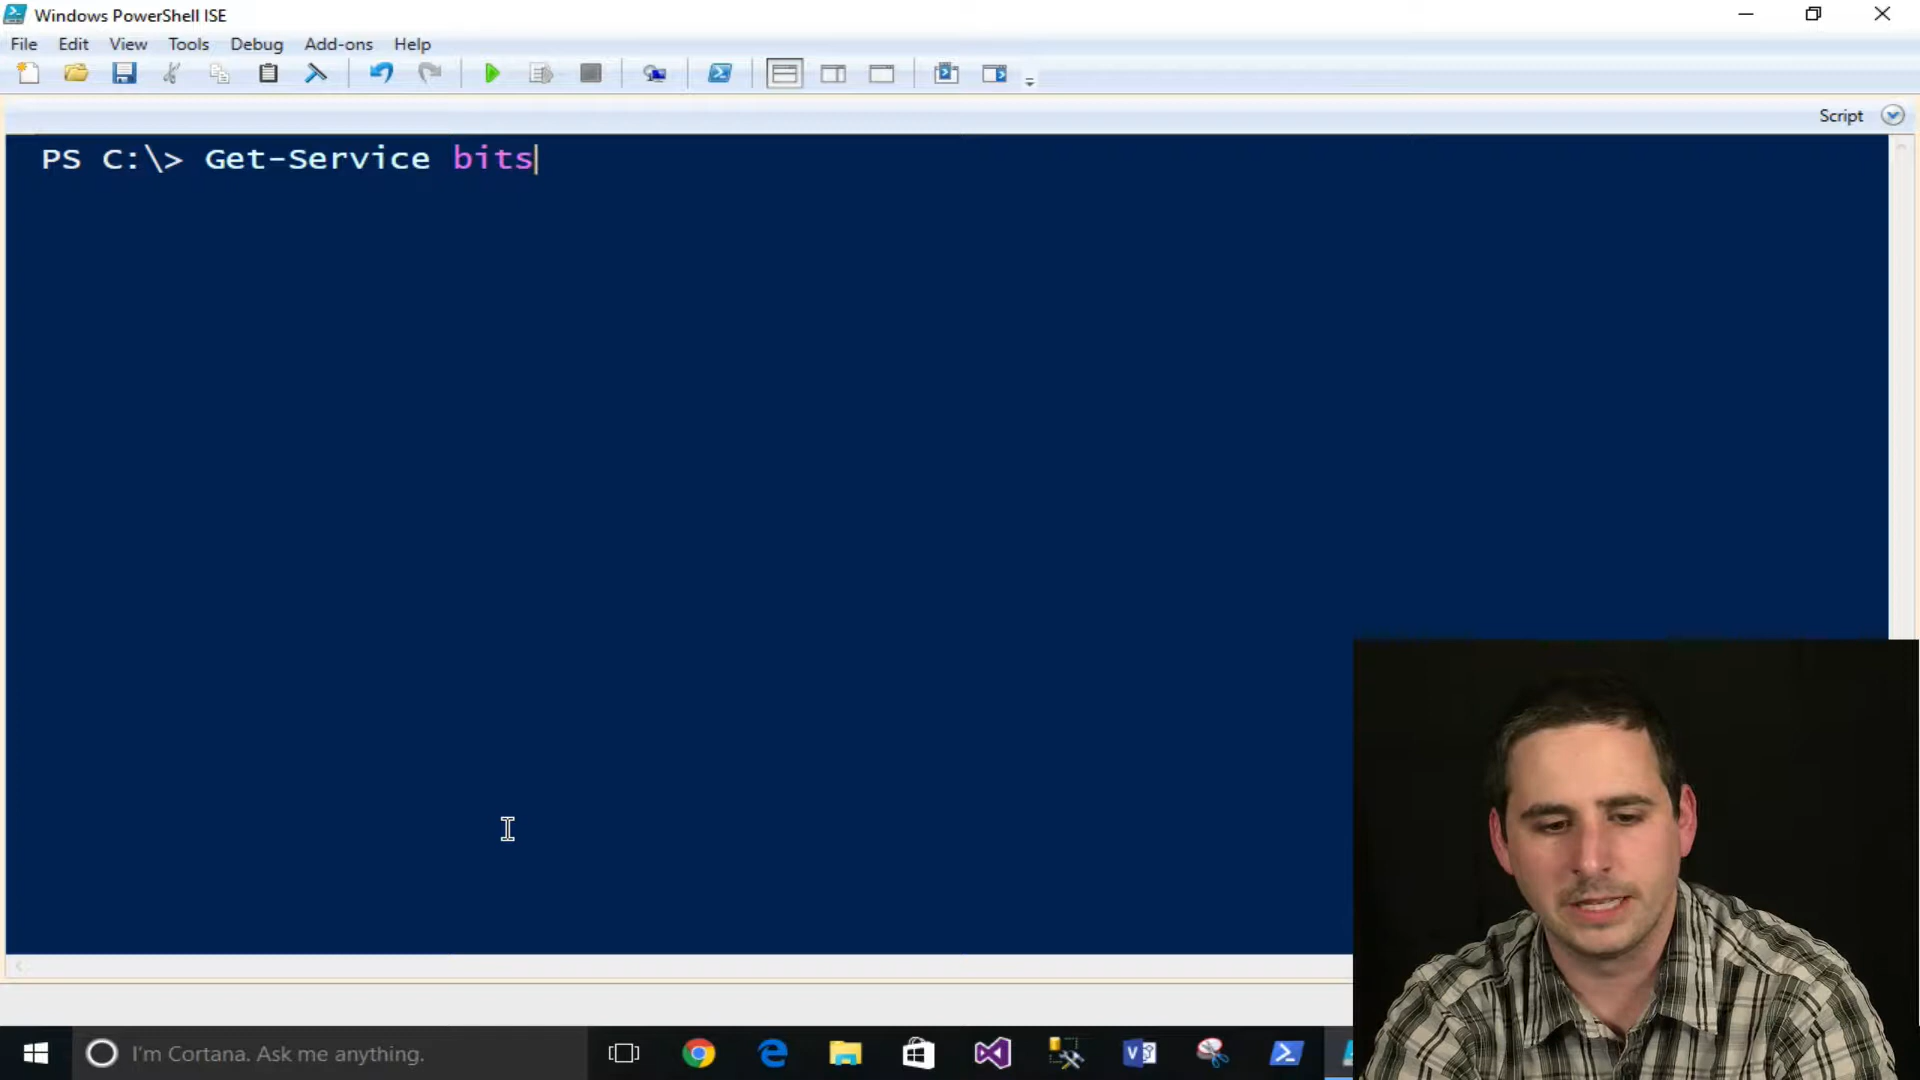 Windows PowerShell ISE
File Edit View Tools Debug Add-ons Help
Script
PS C:\> Get-Service bits
I'm Cortana. Ask me anything.